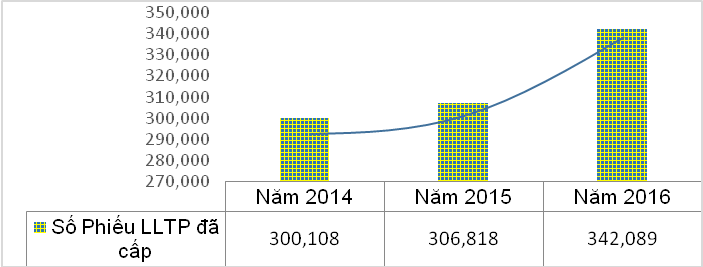 350,000
340,000
330,000
320,000
310,000
300,000
290,000
280,000
270,000
Năm 2014 Năm 2015 Năm 2016
Số Phiếu LLTP đã
cấp
300,108 306,818 342,089